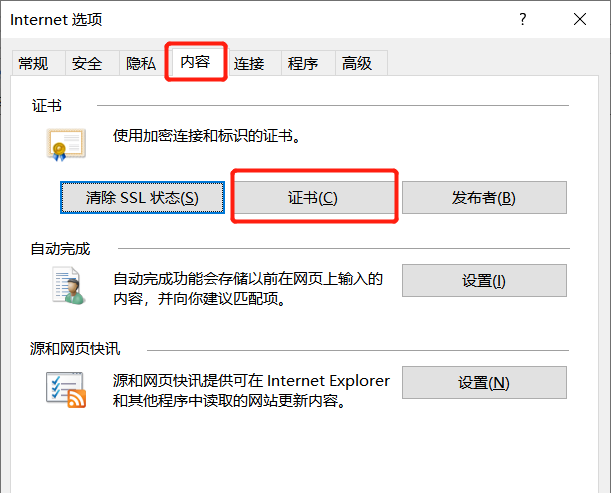 Internet 选项
常规 安全 隐私 内容 连接 程序 高级
证书
使用加密连接和标识的证书。
清除 SSL 状态(S) 证书(C) 发布者(B)
自动完成
自动完成功能会存储以前在网页上输入的
内容，并向你建议匹配项。
设置(I)
源和网页快讯
源和网页快讯提供可在 Internet Explorer
和其他程序中读取的网站更新内容。
设置(N)